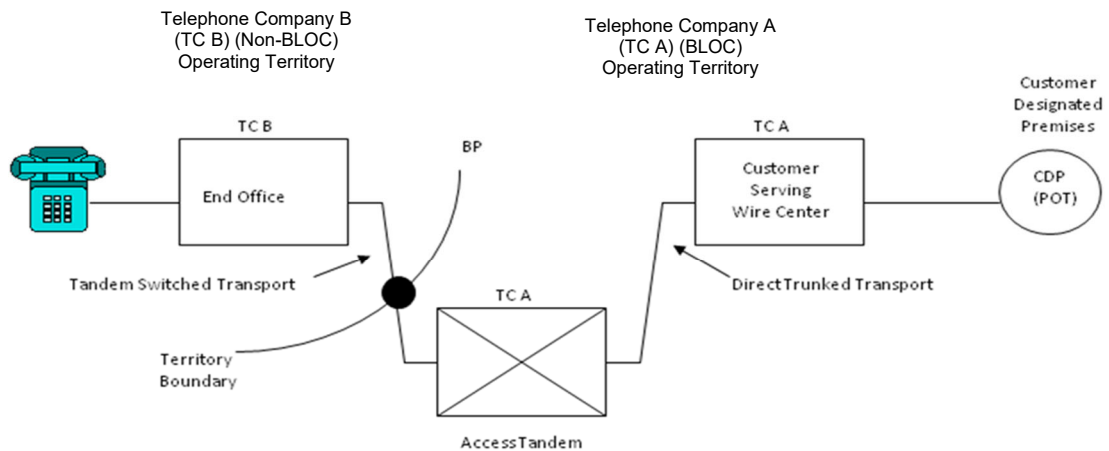 Telephone Company B
(TC B) (Non-BLOC)
Operating Territory
Telephone Company A
(TC A) (BLOC)
Operating Territory
Customer
Designated
Premises
TC B
BP
TC A
End Office
Customer
Serving
Wire Center
CDP
(POT)
Tandem Switched Transport
Direct Trunked Transport
TC A
Territory
Boundary
Access Tandem